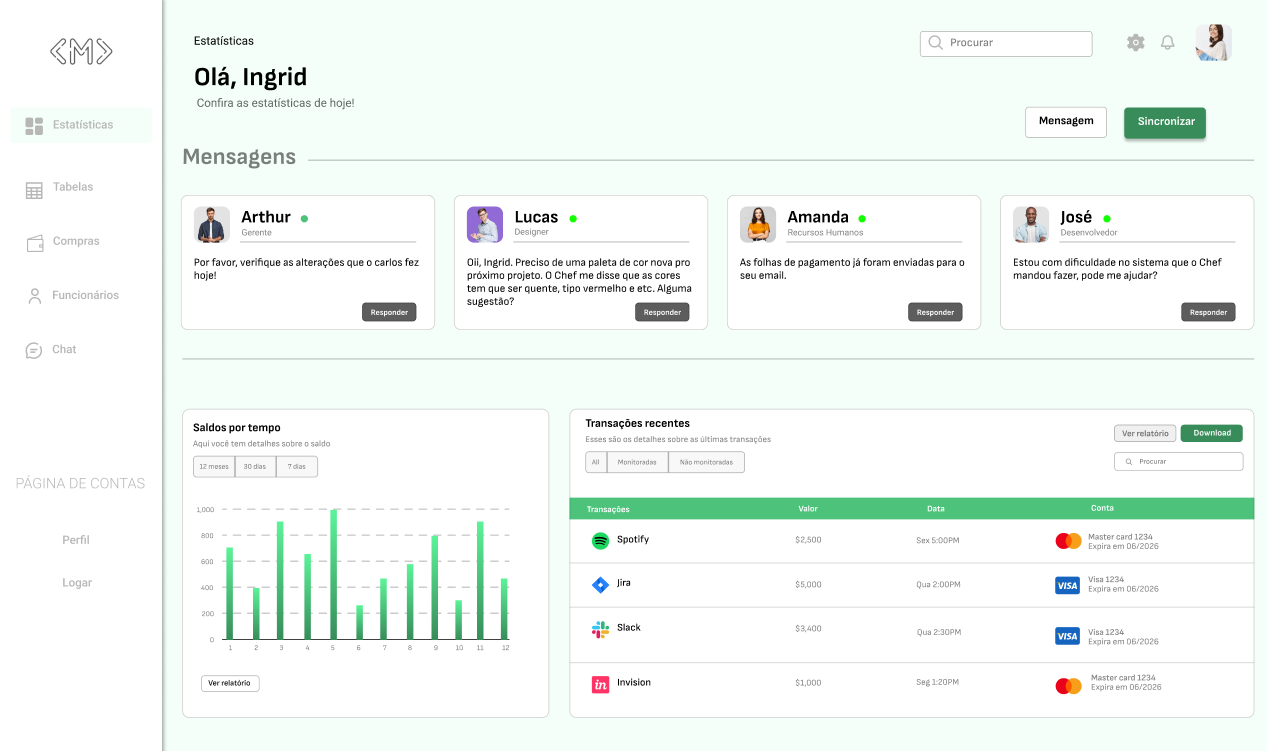 <M>
Estatísticas
Tabelas
Compras
Funcionários
Chat
PÁGINA DE CONTAS
Perfil
Logar
Estatísticas
Procurar
Olá, Ingrid
Confira as estatísticas de hoje!
Mensagem
Sincronizar
Mensagens
Arthur
Gerente
Por favor, verifique as alterações que o carlos fez
hoje!
Responder
Lucas
Designer
Oii, Ingrid. Preciso de uma paleta de cor nova pro
próximo projeto. O Chef me disse que as cores
tem que ser quente, tipo vermelho e etc. Alguma
sugestão?
Responder
Amanda
Recursos Humanos
As folhas de pagamento já foram enviadas para o
seu email.
Responder
José
Desenvolvedor
Estou com dificuldade no sistema que o Chef
mandou fazer, pode me ajudar?
Responder
Saldos por tempo
Aqui você tem detalhes sobre o saldo
12 meses 30 dias 7 dias
1,000
800
600
400
200
0
1 2 3 4 5 6 7 8 9 10 11 12
Ver relatório
Transações recentes
Esses são os detalhes sobre as últimas transações
All Monitoradas Não monitoradas
Ver relatório Download
Procurar
Transações Valor Data Conta
Spotify $2,500 Sex 5:00PM Master card 1234
Expira em 06/2026
Jira $5,000 Qua 2:00PM Visa 1234
VISA Expira em 06/2026
Slack $3,400 Qua 2:30PM Visa 1234
VISA Expira em 06/2026
in Invision $1,000 Seg 1:20PM Master card 1234
Expira em 06/2026